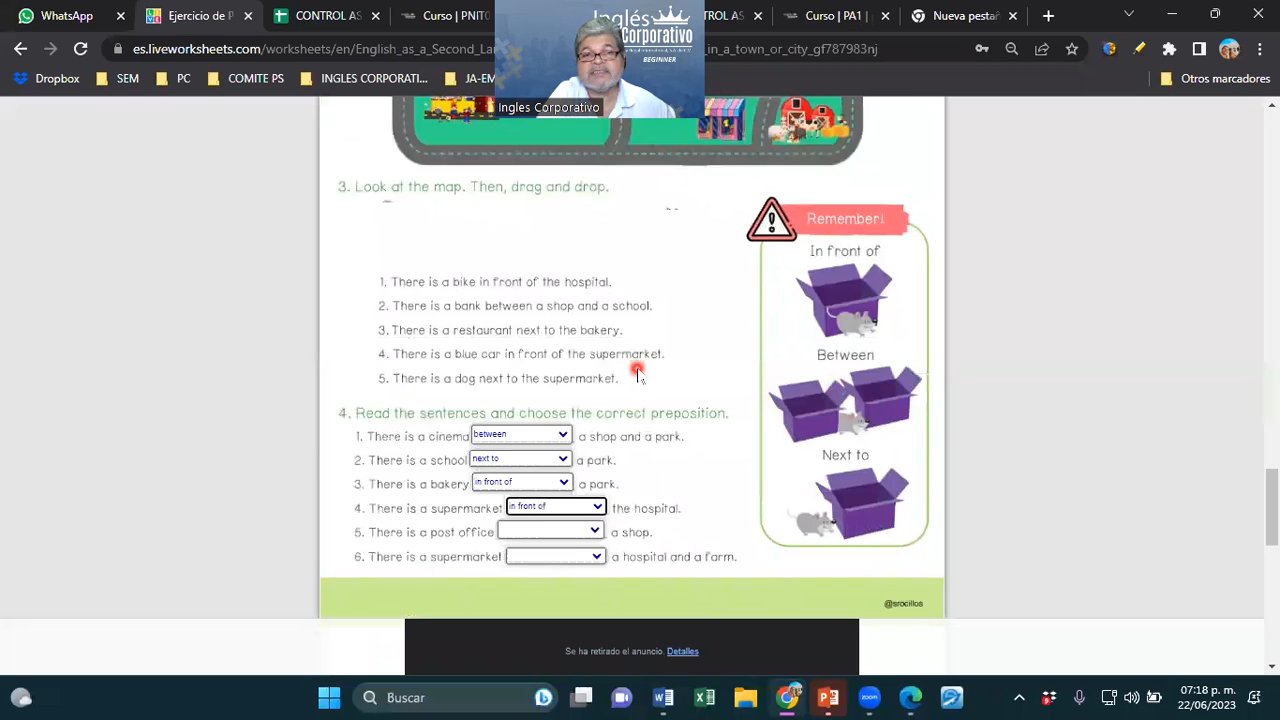 WhatsApp
Ejercicio
CONTROL AS
Curso | PNIT
TROL AS
Curso | PA1
Ejercicio
Nueva pestañ
es.liveworksheets.com/worksheets/
english_as_a_Second_Lan
_in_a_town_or_city_gf787983nj
Dropbox
SEM
PC
COMITE PS
INGLÉS CORPORATI...
JA-EM
Otros marcadores
Inglés
Corporativo
BEGINNER
Ingles Corporativo
3. Look at the map. Then, drag and drop.
1. There is a bike in front of the hospital.
2. There is a bank between a shop and a school.
3. There is a restaurant next to the bakery.
4. There is a blue car in front of the supermarket.
5. There is a dog next to the supermarket.
Remember!
In front of
Between
Next to
4. Read the sentences and choose the correct preposition.
1. There is a cinema between a shop and a park.
2. There is a school next to a park.
3. There is a bakery in front of a park.
4. There is a supermarket in front of the hospital.
5. There is a post office a shop.
6. There is a supermarket a hospital and a farm.
@srocillos
Se ha retirado el anuncio. Detalles
Buscar
07:18 p. m.
22/06/2023